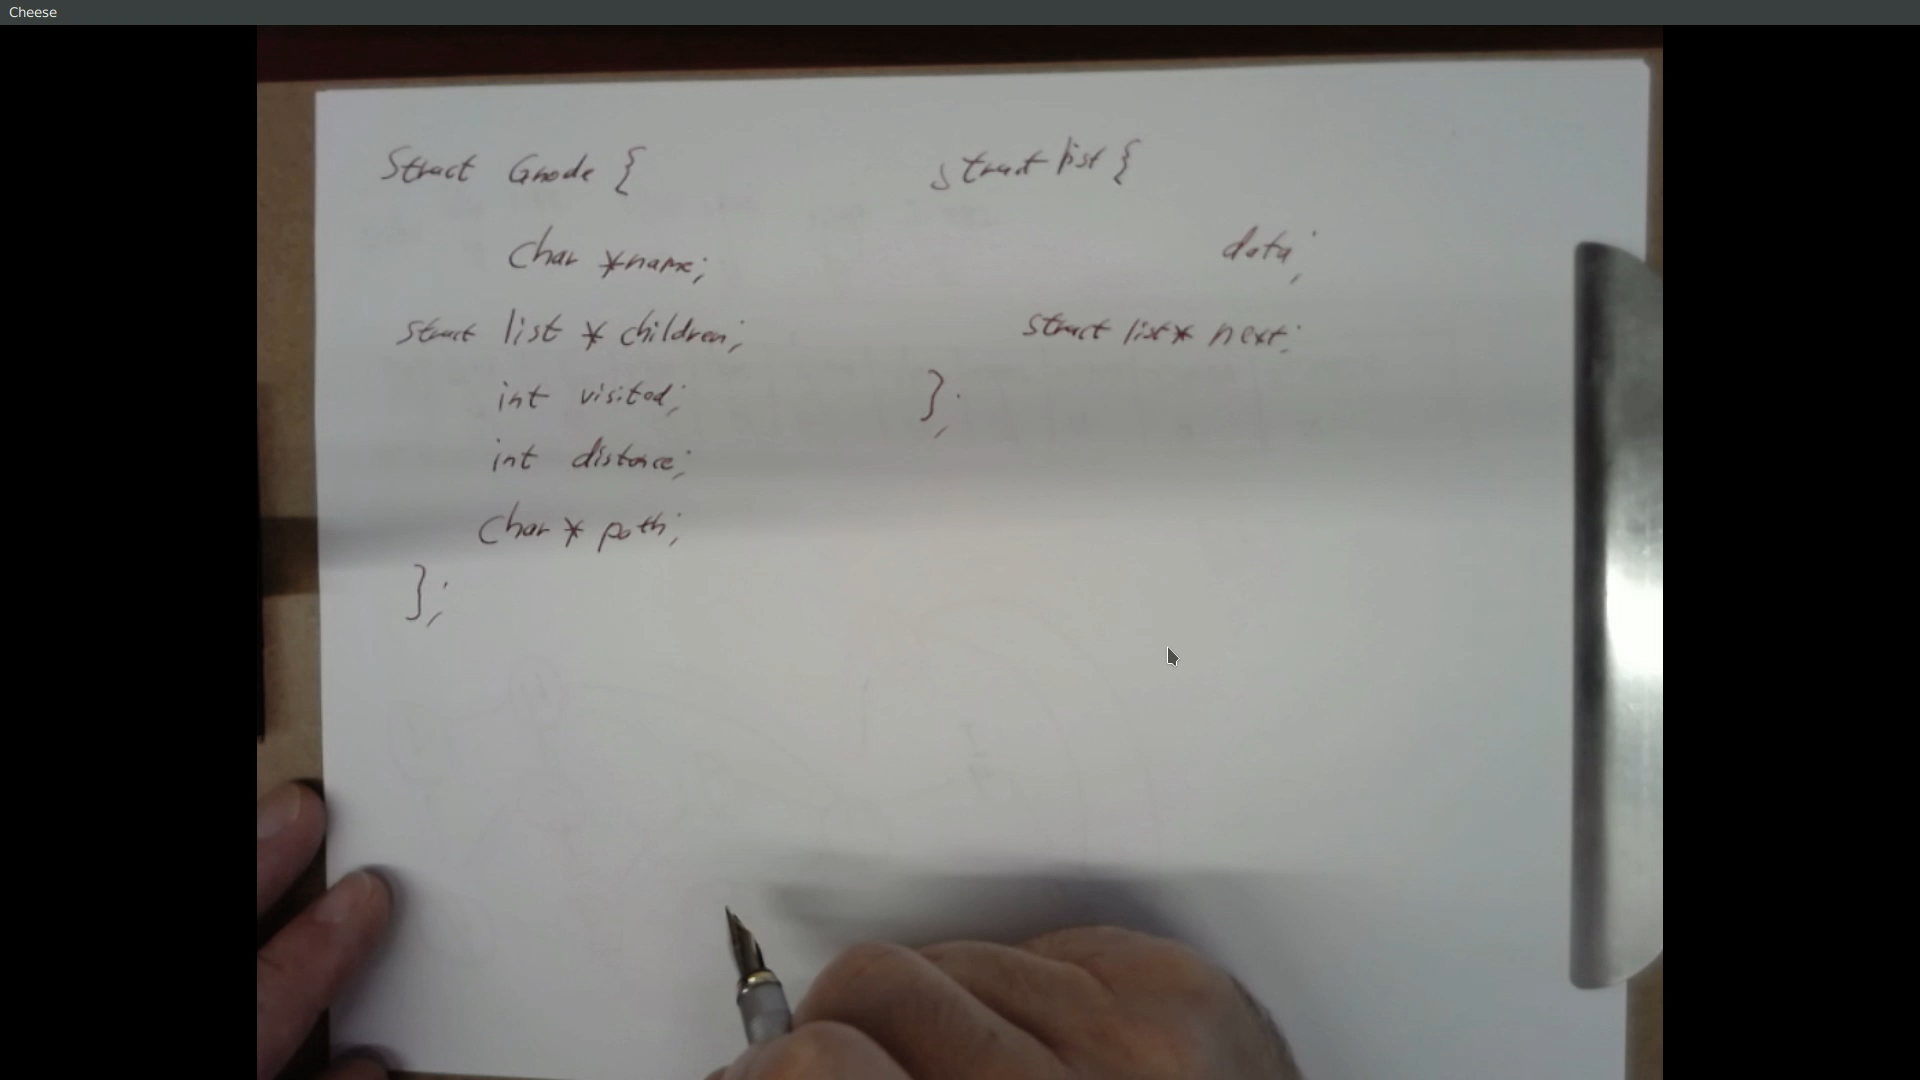 Cheese
Struct Gnode {
char *name;
struct list * children;
int visited;
int distance;
char * path;
};
struct list {
data;
struct list * next;
};